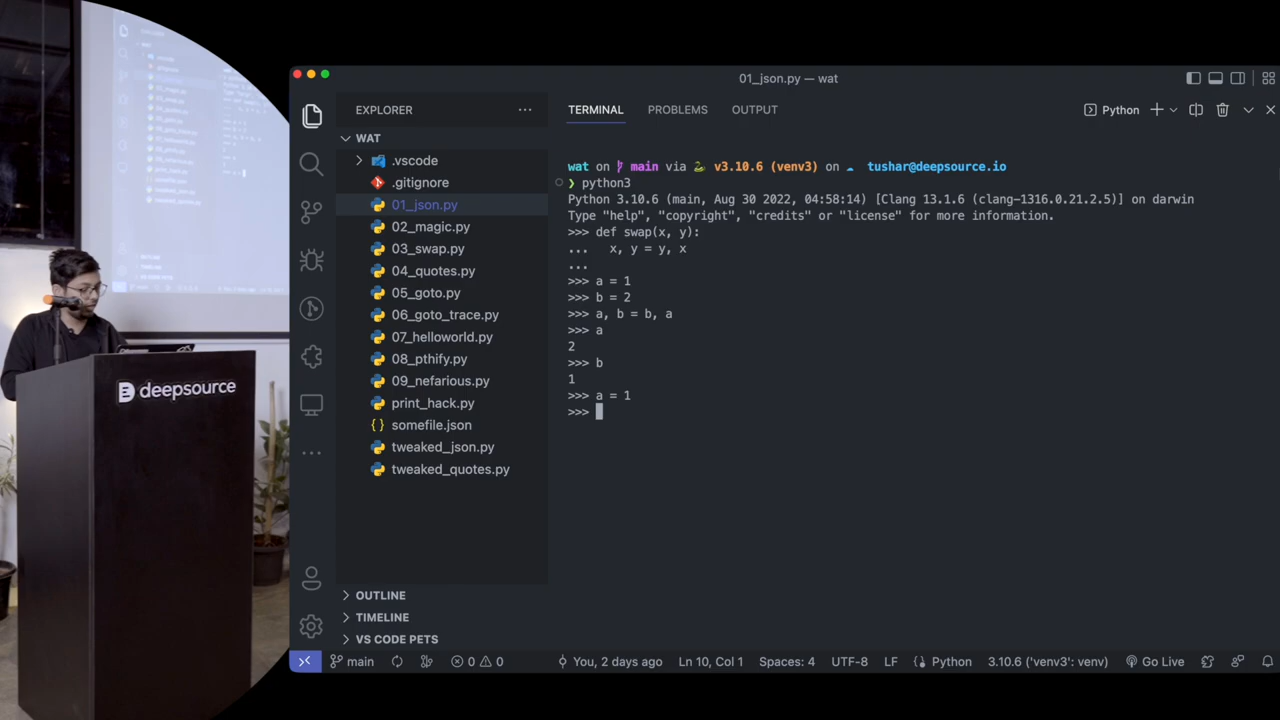 01_json.py — wat
EXPLORER
WAT
.vscode
.gitignore
01_json.py
02_magic.py
03_swap.py
04_quotes.py
05_goto.py
06_goto_trace.py
07_helloworld.py
08_pthify.py
09_nefarious.py
print_hack.py
{} somefile.json
tweaked_json.py
tweaked_quotes.py
OUTLINE
TIMELINE
VS CODE PETS
TERMINAL PROBLEMS OUTPUT Python
wat on main via v3.10.6 (venv3) on tushar@deepsource.io
❯ python3
Python 3.10.6 (main, Aug 30 2022, 04:58:14) [Clang 13.1.6 (clang-1316.0.21.2.5)] on darwin
Type "help", "copyright", "credits" or "license" for more information.
>>> def swap(x, y):
...   x, y = y, x
...
>>> a = 1
>>> b = 2
>>> a, b = b, a
>>> a
2
>>> b
1
>>> a = 1
>>>
main 0 0 You, 2 days ago Ln 10, Col 1 Spaces: 4 UTF-8 LF Python 3.10.6 ('venv3': venv) Go Live
deepsource